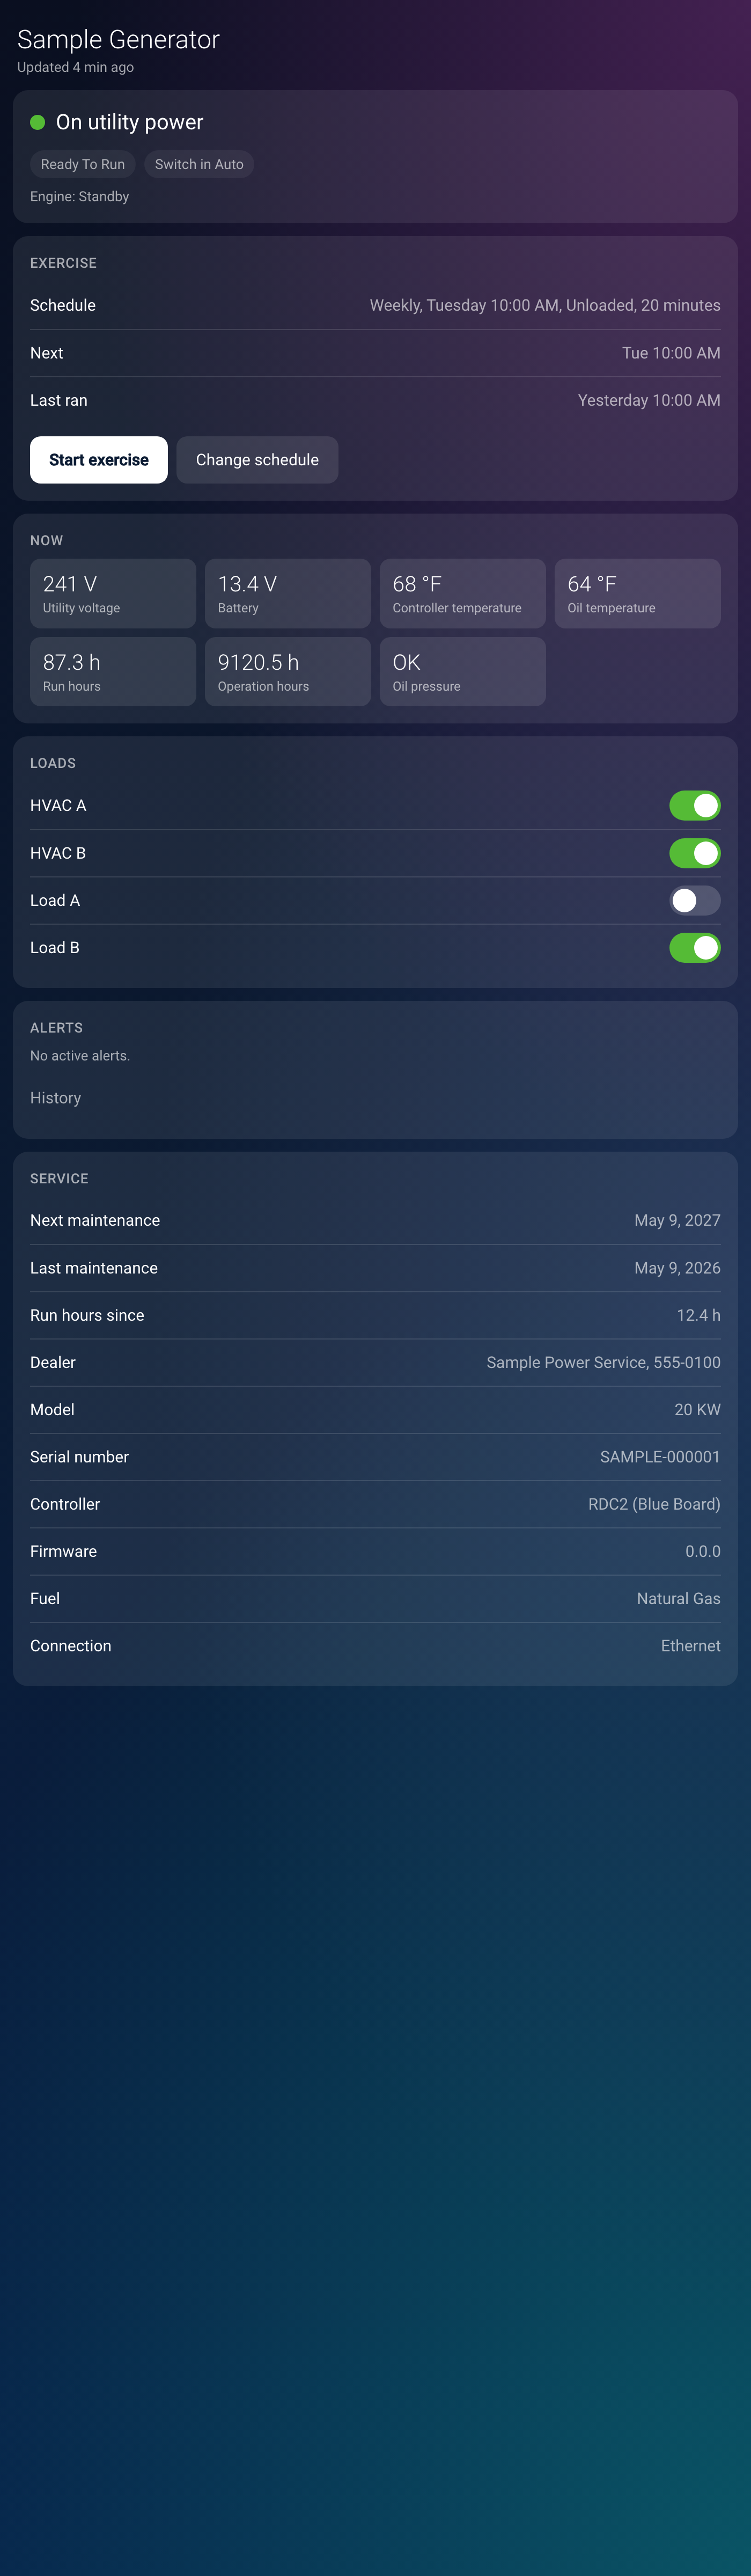 Sample Generator
Updated 4 min ago
On utility power
Ready To Run Switch in Auto
Engine: Standby
EXERCISE
Schedule Weekly, Tuesday 10:00 AM, Unloaded, 20 minutes
Next Tue 10:00 AM
Last ran Yesterday 10:00 AM
Start exercise Change schedule
NOW
241 V 13.4 V 68 °F 64 °F
Utility voltage Battery Controller temperature Oil temperature
87.3 h 9120.5 h OK
Run hours Operation hours Oil pressure
LOADS
HVAC A
HVAC B
Load A
Load B
ALERTS
No active alerts.
History
SERVICE
Next maintenance May 9, 2027
Last maintenance May 9, 2026
Run hours since 12.4 h
Dealer Sample Power Service, 555-0100
Model 20 KW
Serial number SAMPLE-000001
Controller RDC2 (Blue Board)
Firmware 0.0.0
Fuel Natural Gas
Connection Ethernet